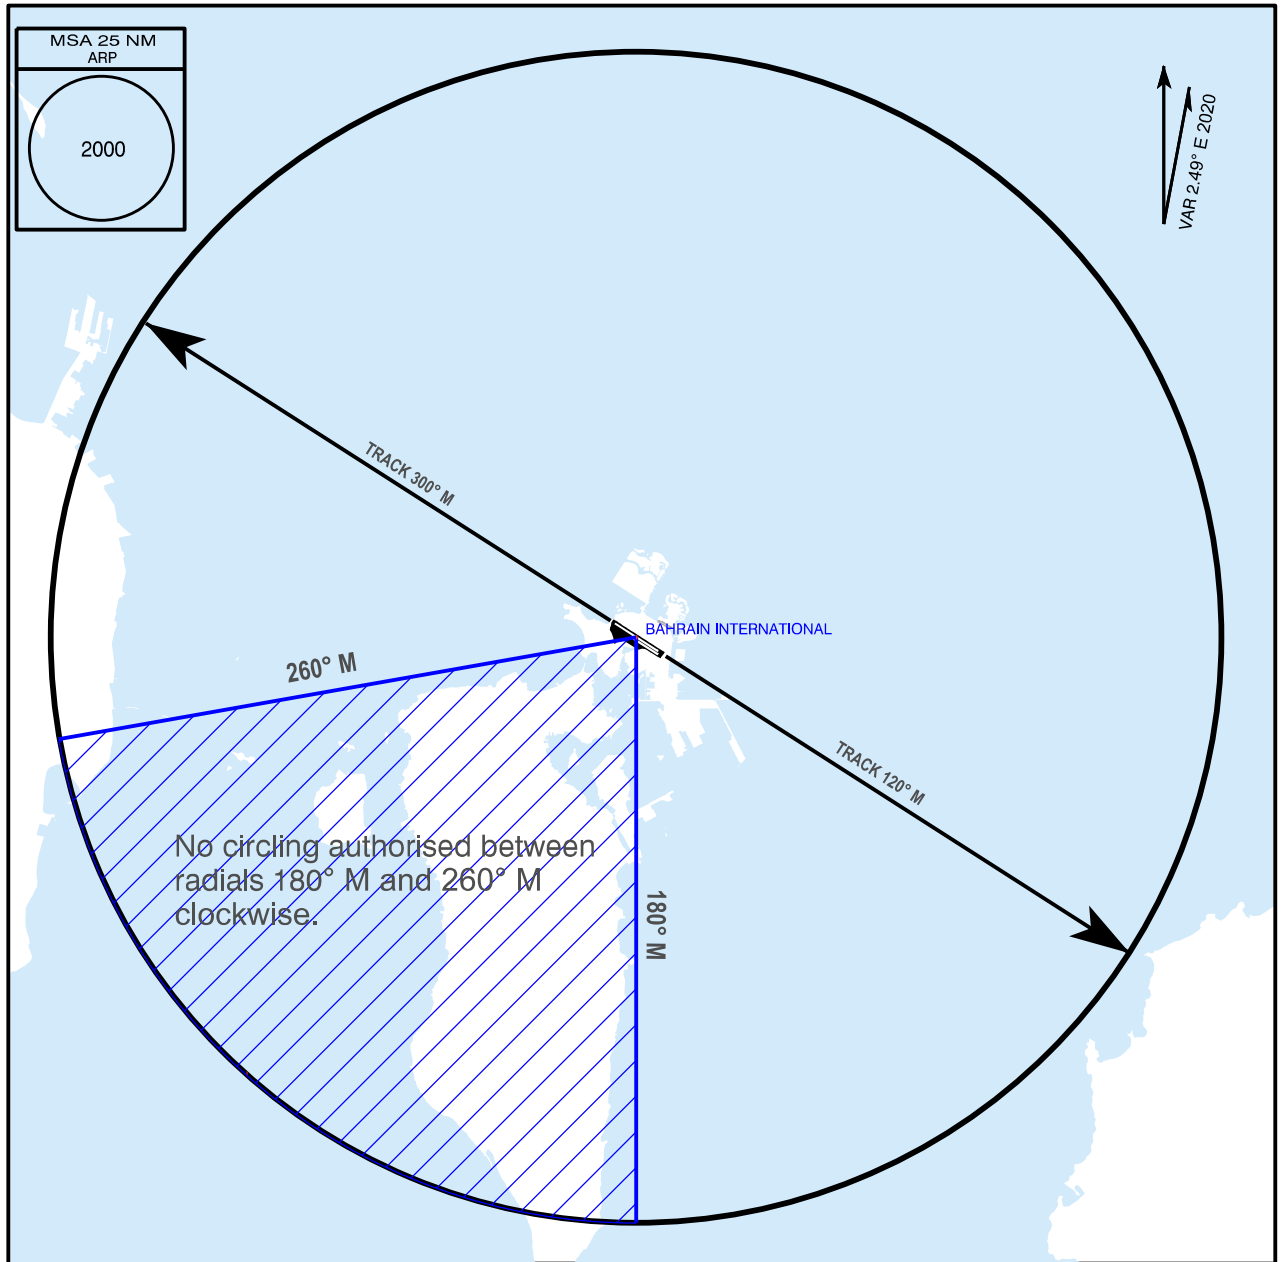 MSA 25 NM
ARP
2000
VAR 2.49° E 2020
TRACK 300° M
BAHRAIN INTERNATIONAL
260° M
TRACK 120° M
No circling authorised between
radials 180° M and 260° M
clockwise.
180° M